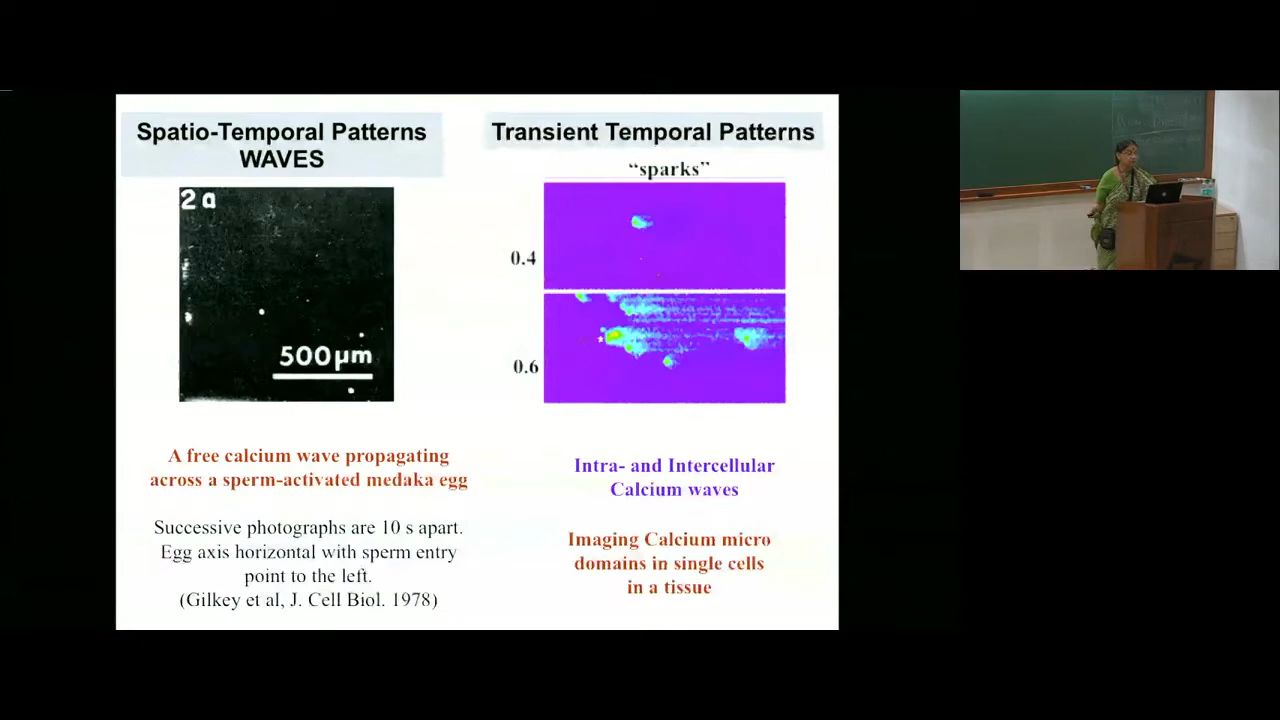 Spatio-Temporal Patterns
WAVES
2a
500µm
A free calcium wave propagating
across a sperm-activated medaka egg
Successive photographs are 10 s apart.
Egg axis horizontal with sperm entry
point to the left.
(Gilkey et al, J. Cell Biol. 1978)
Transient Temporal Patterns
“sparks”
0.4
0.6
Intra- and Intercellular
Calcium waves
Imaging Calcium micro
domains in single cells
in a tissue